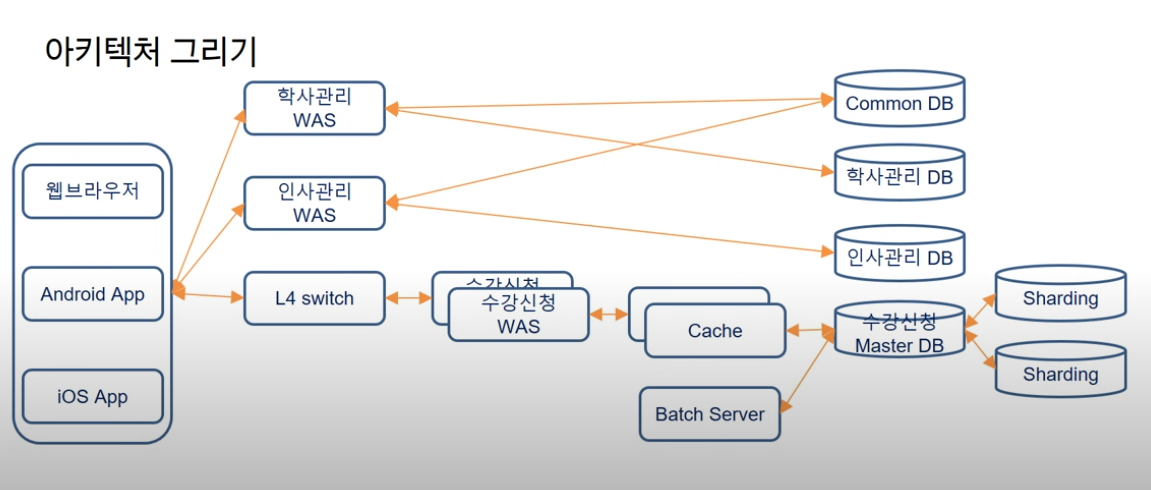 아키텍처 그리기
학사관리
WAS
Common DB
웹브라우저
학사관리 DB
인사관리
WAS
인사관리 DB
Android App
L4 switch
수강신청
수강신청
WAS
Cache
수강신청
Master DB
Sharding
Sharding
iOS App
Batch Server